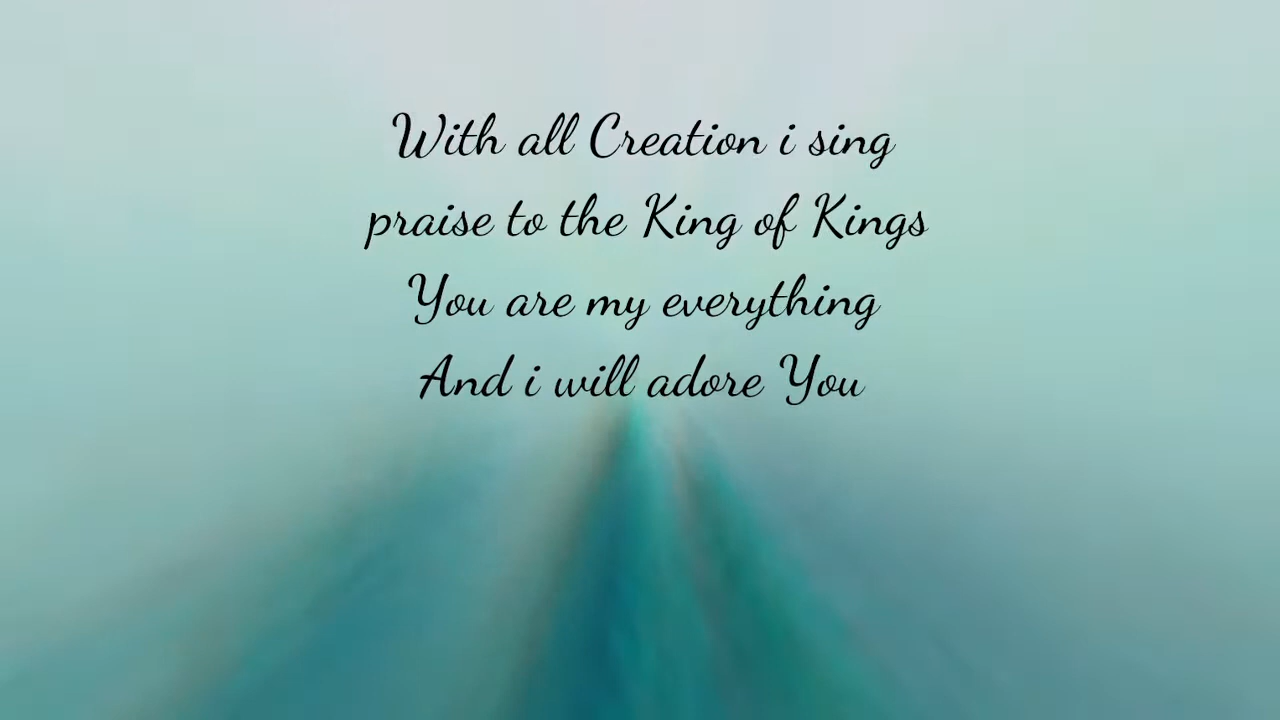 With all Creation i sing
praise to the King of Kings
You are my everything
And i will adore You